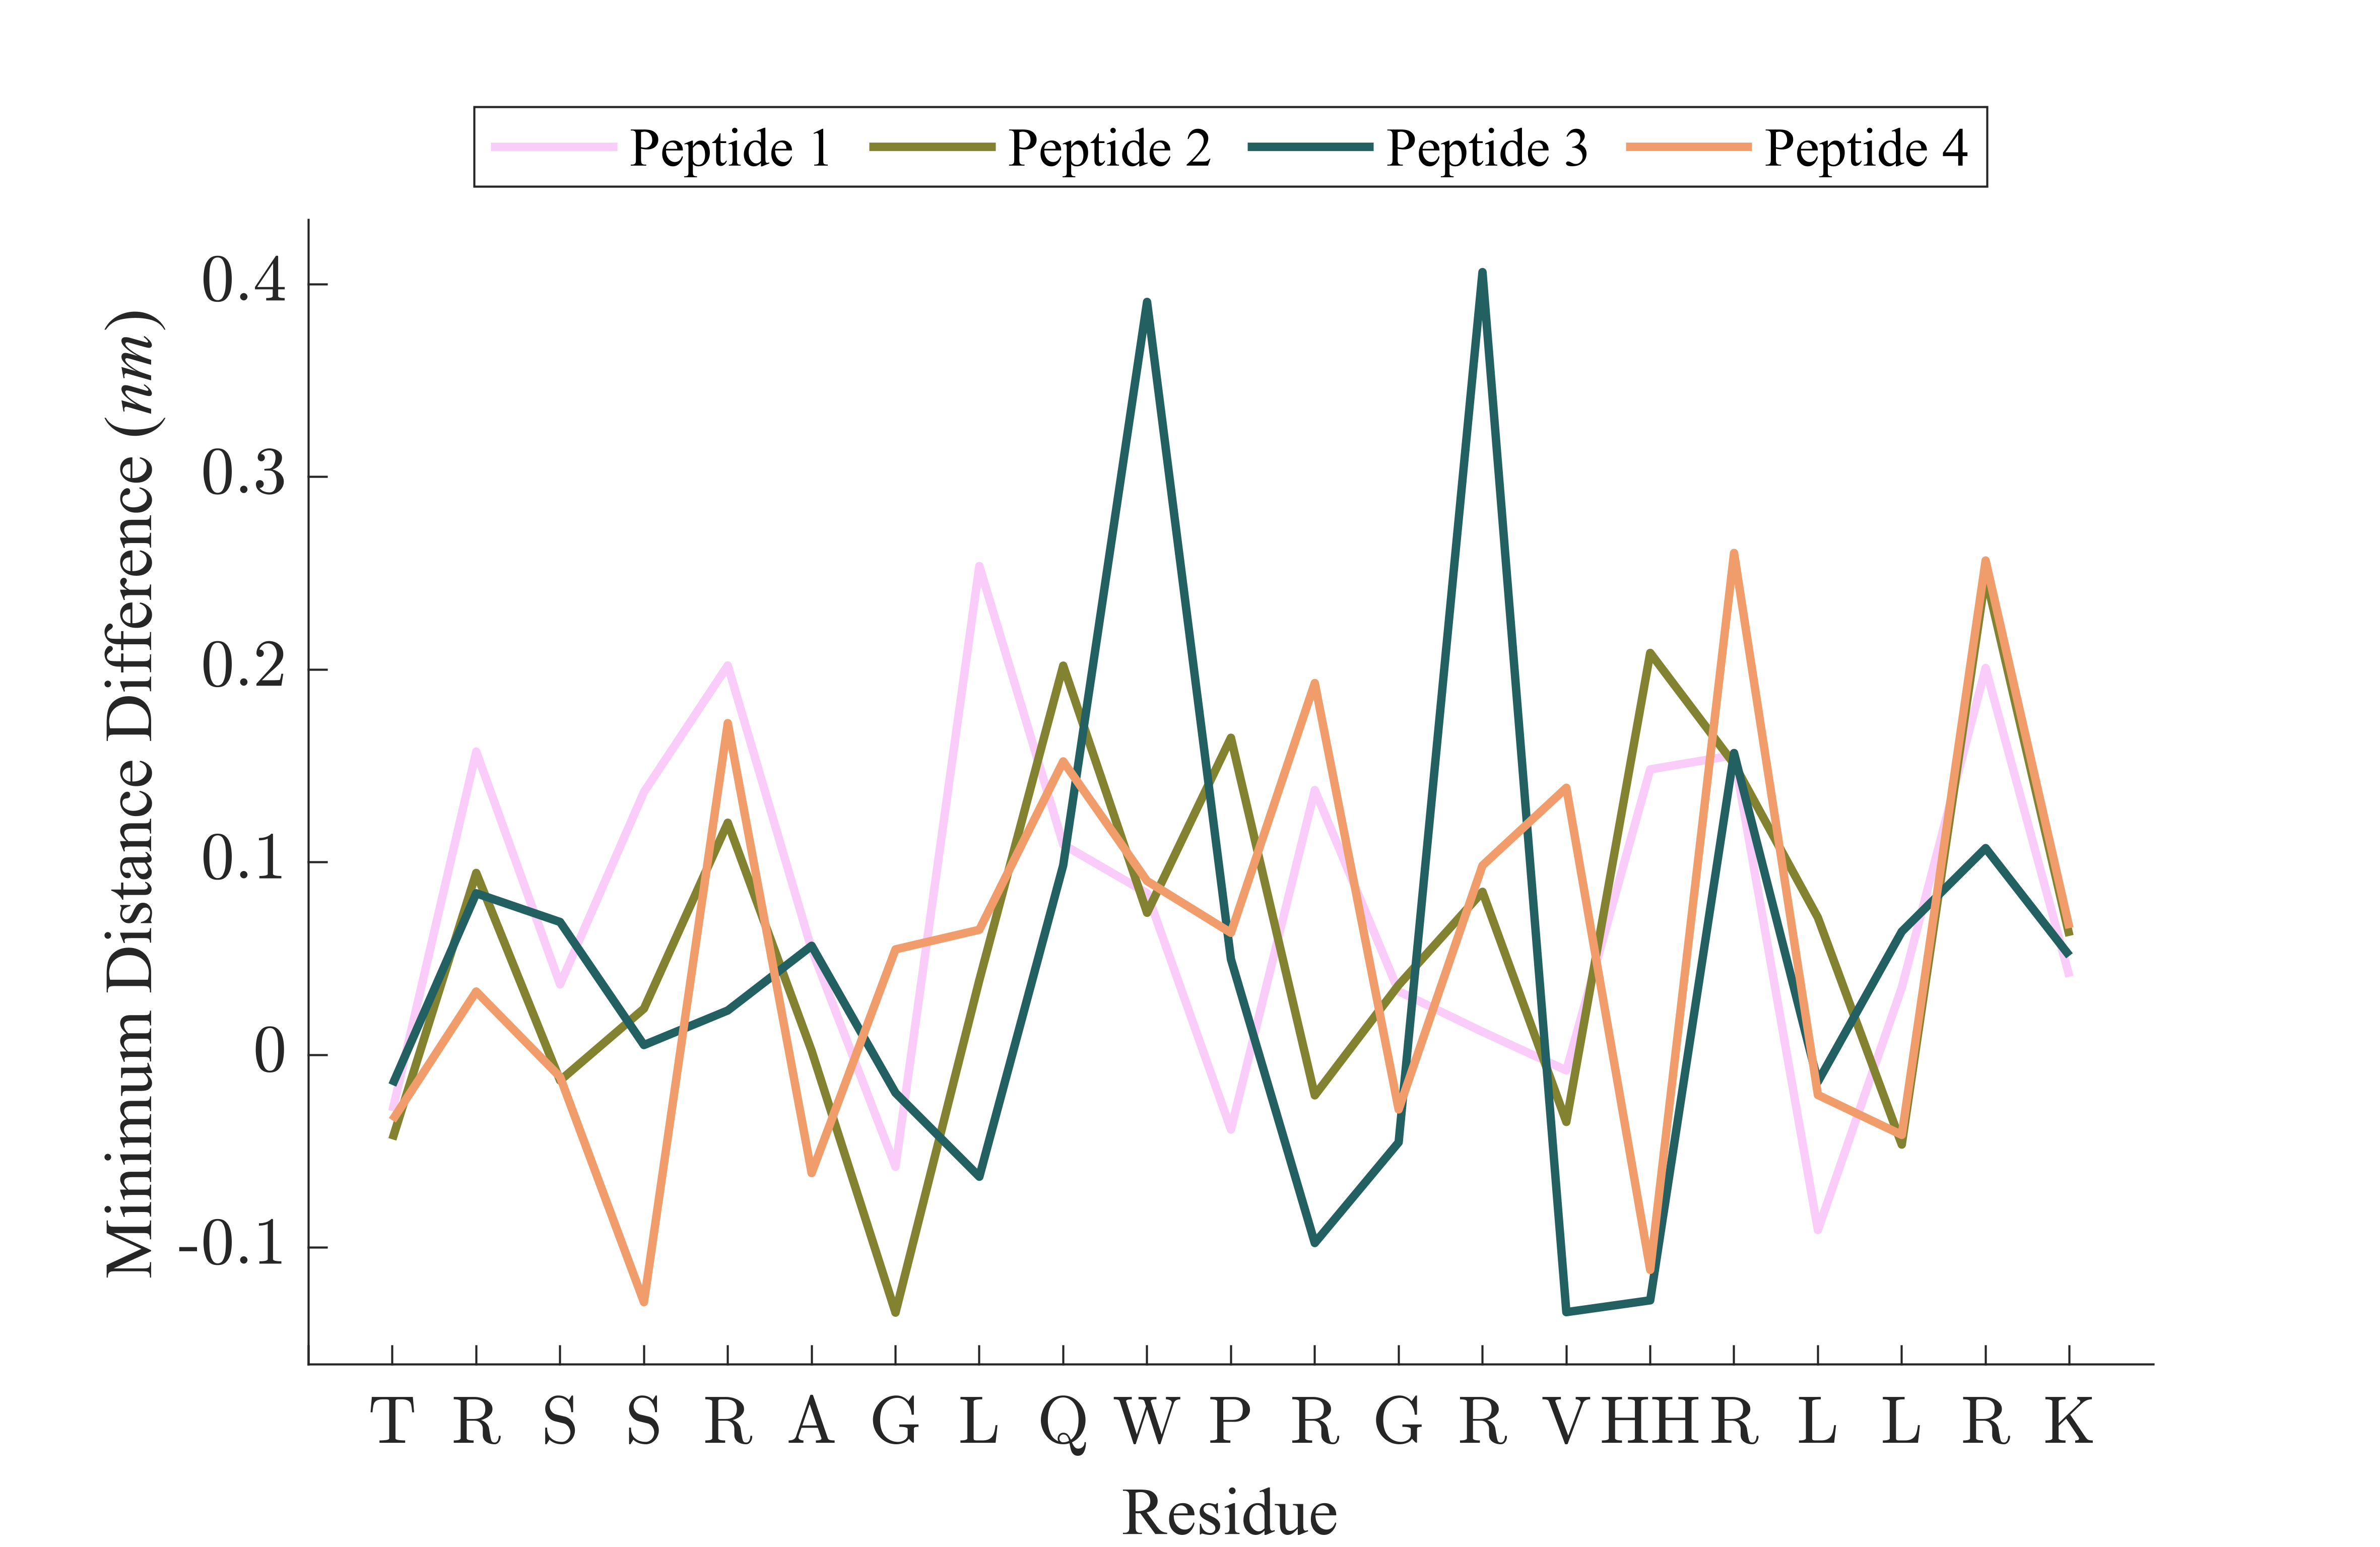 Peptide 1 Peptide 2 Peptide 3 Peptide 4
Minimum Distance Difference (nm)
0.4
0.3
0.2
0.1
0
-0.1
T R S S R A G L Q W P R G R V HH R L L R K
Residue